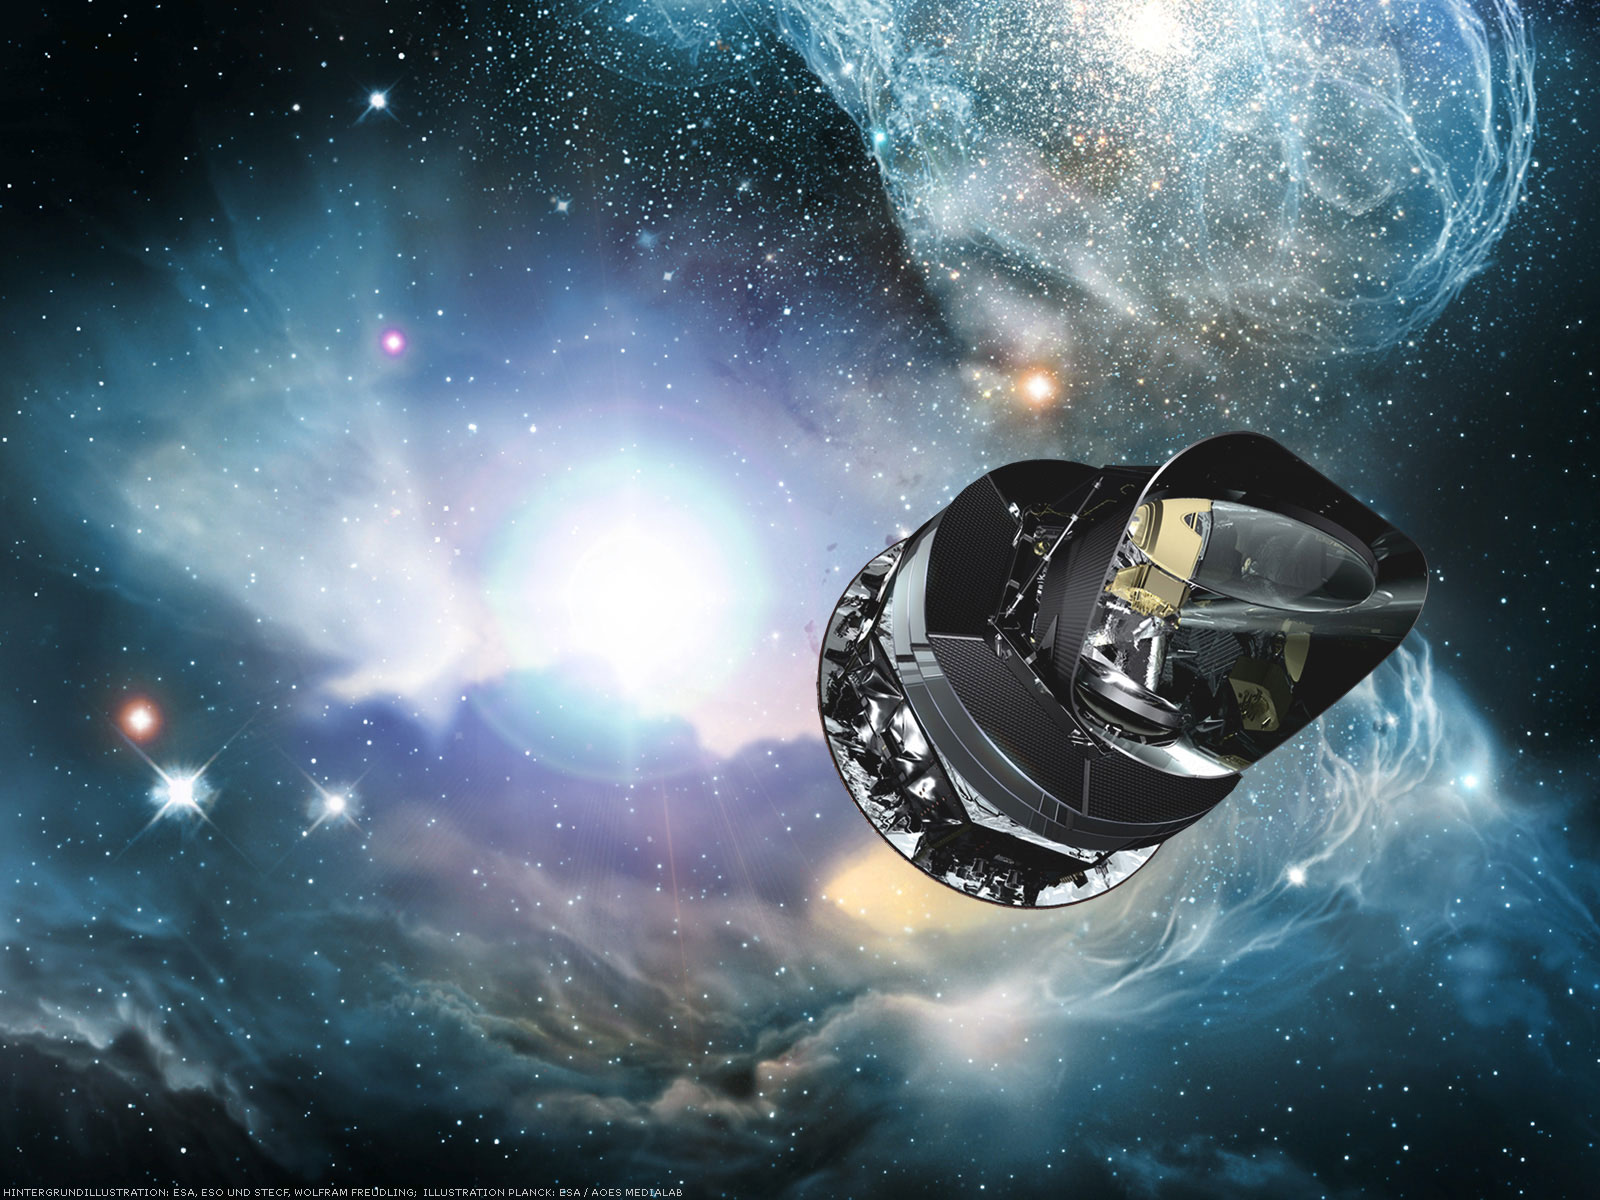 HINTERGRUNDILLUSTRATION: ESA, ESO UND STECF, WOLFRAM FREUDLING; ILLUSTRATION PLANCK: ESA / AOES MEDIALAB